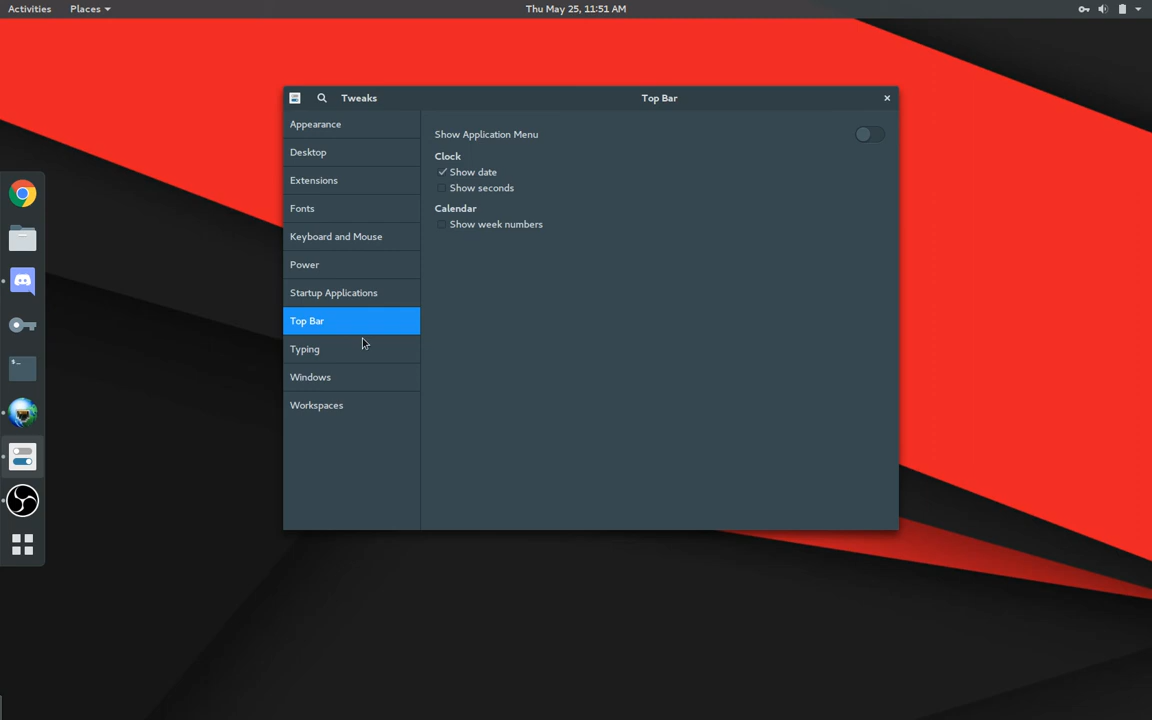 Activities Places Thu May 25, 11:51 AM
Tweaks Top Bar
Appearance
Desktop
Extensions
Fonts
Keyboard and Mouse
Power
Startup Applications
Top Bar
Typing
Windows
Workspaces
Show Application Menu
Clock
Show date
Show seconds
Calendar
Show week numbers